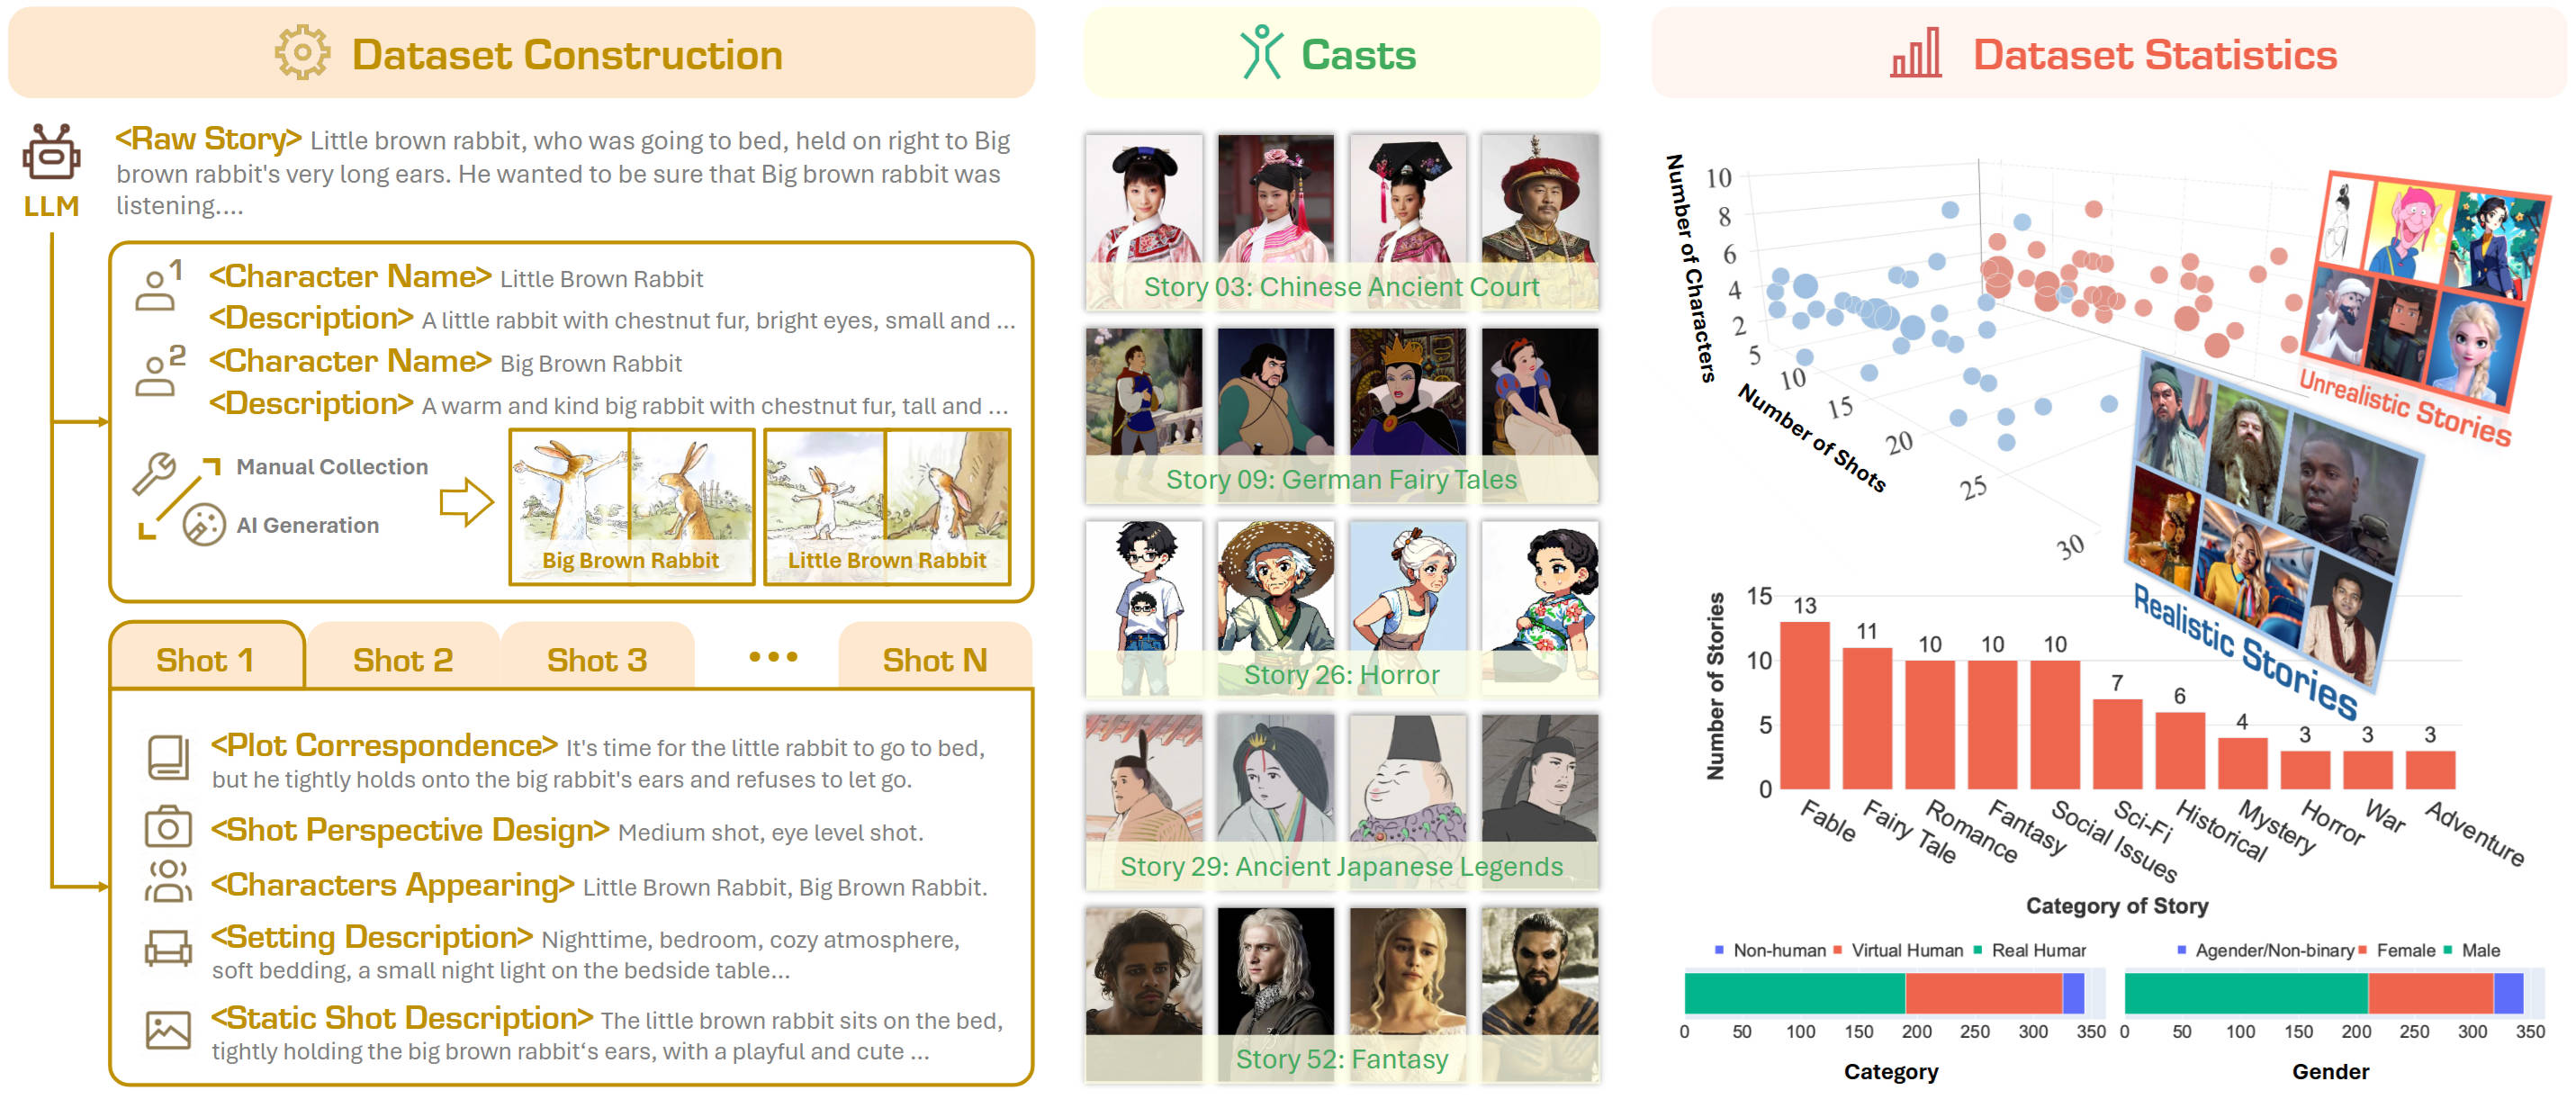 Dataset Construction
LLM
<Raw Story> Little brown rabbit, who was going to bed, held on right to Big
brown rabbit's very long ears. He wanted to be sure that Big brown rabbit was
listening....
1
<Character Name> Little Brown Rabbit
<Description> A little rabbit with chestnut fur, bright eyes, small and ...
2
<Character Name> Big Brown Rabbit
<Description> A warm and kind big rabbit with chestnut fur, tall and ...
Manual Collection
AI Generation
Big Brown Rabbit
Little Brown Rabbit
Shot 1
Shot 2
Shot 3
...
Shot N
<Plot Correspondence> It's time for the little rabbit to go to bed,
but he tightly holds onto the big rabbit's ears and refuses to let go.
<Shot Perspective Design> Medium shot, eye level shot.
<Characters Appearing> Little Brown Rabbit, Big Brown Rabbit.
<Setting Description> Nighttime, bedroom, cozy atmosphere,
soft bedding, a small night light on the bedside table...
<Static Shot Description> The little brown rabbit sits on the bed,
tightly holding the big brown rabbit‘s ears, with a playful and cute ...
Casts
Story 03: Chinese Ancient Court
Story 09: German Fairy Tales
Story 26: Horror
Story 29: Ancient Japanese Legends
Story 52: Fantasy
Dataset Statistics
Number of Characters
10
8
6
4
2
5
10
15
20
25
30
Number of Shots
Unrealistic Stories
Realistic Stories
Number of Stories
15
10
5
0
13
11
10
10
10
7
6
4
3
3
3
Fable
Fairy Tale
Romance
Fantasy
Social Issues
Sci-Fi
Historical
Mystery
Horror
War
Adventure
Category of Story
Non-human
Virtual Human
Real Human
0 50 100 150 200 250 300 350
Category
Agender/Non-binary
Female
Male
0 50 100 150 200 250 300 350
Gender